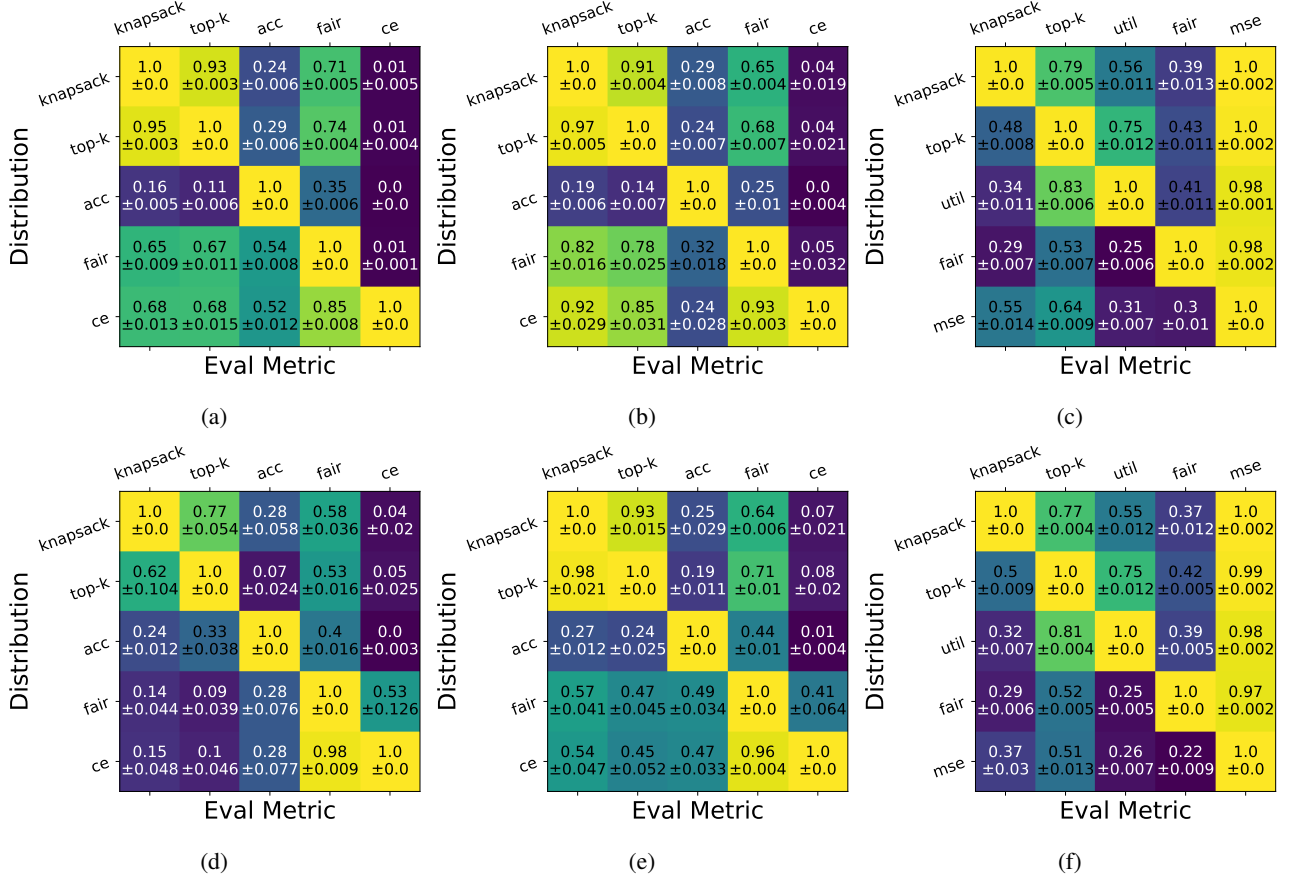 knapsack top-k acc fair ce
Distribution
knapsack 1.0 0.93 0.24 0.71 0.01
±0.0 ±0.003 ±0.006 ±0.005 ±0.005
top-k 0.95 1.0 0.29 0.74 0.01
±0.003 ±0.0 ±0.006 ±0.004 ±0.004
acc 0.16 0.11 1.0 0.35 0.0
±0.005 ±0.006 ±0.0 ±0.006 ±0.0
fair 0.65 0.67 0.54 1.0 0.01
±0.009 ±0.011 ±0.008 ±0.0 ±0.001
ce 0.68 0.68 0.52 0.85 1.0
±0.013 ±0.015 ±0.012 ±0.008 ±0.0
Eval Metric
(a)
knapsack top-k acc fair ce
Distribution
knapsack 1.0 0.91 0.29 0.65 0.04
±0.0 ±0.004 ±0.008 ±0.004 ±0.019
top-k 0.97 1.0 0.24 0.68 0.04
±0.005 ±0.0 ±0.007 ±0.007 ±0.021
acc 0.19 0.14 1.0 0.25 0.0
±0.006 ±0.007 ±0.0 ±0.01 ±0.004
fair 0.82 0.78 0.32 1.0 0.05
±0.016 ±0.025 ±0.018 ±0.0 ±0.032
ce 0.92 0.85 0.24 0.93 1.0
±0.029 ±0.031 ±0.028 ±0.003 ±0.0
Eval Metric
(b)
knapsack top-k util fair mse
Distribution
knapsack 1.0 0.79 0.56 0.39 1.0
±0.0 ±0.005 ±0.011 ±0.013 ±0.002
top-k 0.48 1.0 0.75 0.43 1.0
±0.008 ±0.0 ±0.012 ±0.011 ±0.002
util 0.34 0.83 1.0 0.41 0.98
±0.011 ±0.006 ±0.0 ±0.011 ±0.001
fair 0.29 0.53 0.25 1.0 0.98
±0.007 ±0.007 ±0.006 ±0.0 ±0.002
mse 0.55 0.64 0.31 0.3 1.0
±0.014 ±0.009 ±0.007 ±0.01 ±0.0
Eval Metric
(c)
knapsack top-k acc fair ce
Distribution
knapsack 1.0 0.77 0.28 0.58 0.04
±0.0 ±0.054 ±0.058 ±0.036 ±0.02
top-k 0.62 1.0 0.07 0.53 0.05
±0.104 ±0.0 ±0.024 ±0.016 ±0.025
acc 0.24 0.33 1.0 0.4 0.0
±0.012 ±0.038 ±0.0 ±0.016 ±0.003
fair 0.14 0.09 0.28 1.0 0.53
±0.044 ±0.039 ±0.076 ±0.0 ±0.126
ce 0.15 0.1 0.28 0.98 1.0
±0.048 ±0.046 ±0.077 ±0.009 ±0.0
Eval Metric
(d)
knapsack top-k acc fair ce
Distribution
knapsack 1.0 0.93 0.25 0.64 0.07
±0.0 ±0.015 ±0.029 ±0.006 ±0.021
top-k 0.98 1.0 0.19 0.71 0.08
±0.021 ±0.0 ±0.011 ±0.01 ±0.02
acc 0.27 0.24 1.0 0.44 0.01
±0.012 ±0.025 ±0.0 ±0.01 ±0.004
fair 0.57 0.47 0.49 1.0 0.41
±0.041 ±0.045 ±0.034 ±0.0 ±0.064
ce 0.54 0.45 0.47 0.96 1.0
±0.047 ±0.052 ±0.033 ±0.004 ±0.0
Eval Metric
(e)
knapsack top-k util fair mse
Distribution
knapsack 1.0 0.77 0.55 0.37 1.0
±0.0 ±0.004 ±0.012 ±0.012 ±0.002
top-k 0.5 1.0 0.75 0.42 0.99
±0.009 ±0.0 ±0.012 ±0.005 ±0.002
util 0.32 0.81 1.0 0.39 0.98
±0.007 ±0.004 ±0.0 ±0.005 ±0.002
fair 0.29 0.52 0.25 1.0 0.97
±0.006 ±0.005 ±0.005 ±0.0 ±0.002
mse 0.37 0.51 0.26 0.22 1.0
±0.03 ±0.013 ±0.007 ±0.009 ±0.0
Eval Metric
(f)